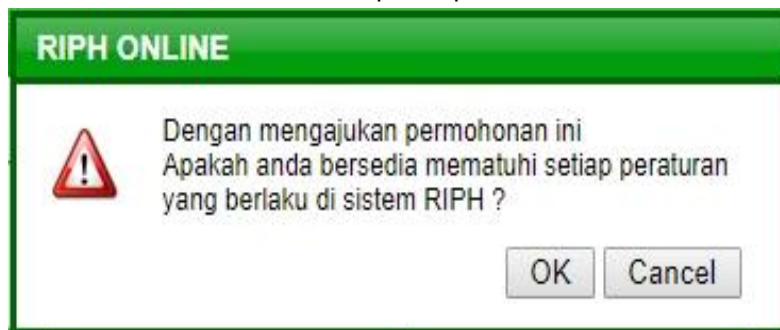 RIPH ONLINE
Dengan mengajukan permohonan ini
Apakah anda bersedia mematuhi setiap peraturan
yang berlaku di sistem RIPH ?
OK Cancel